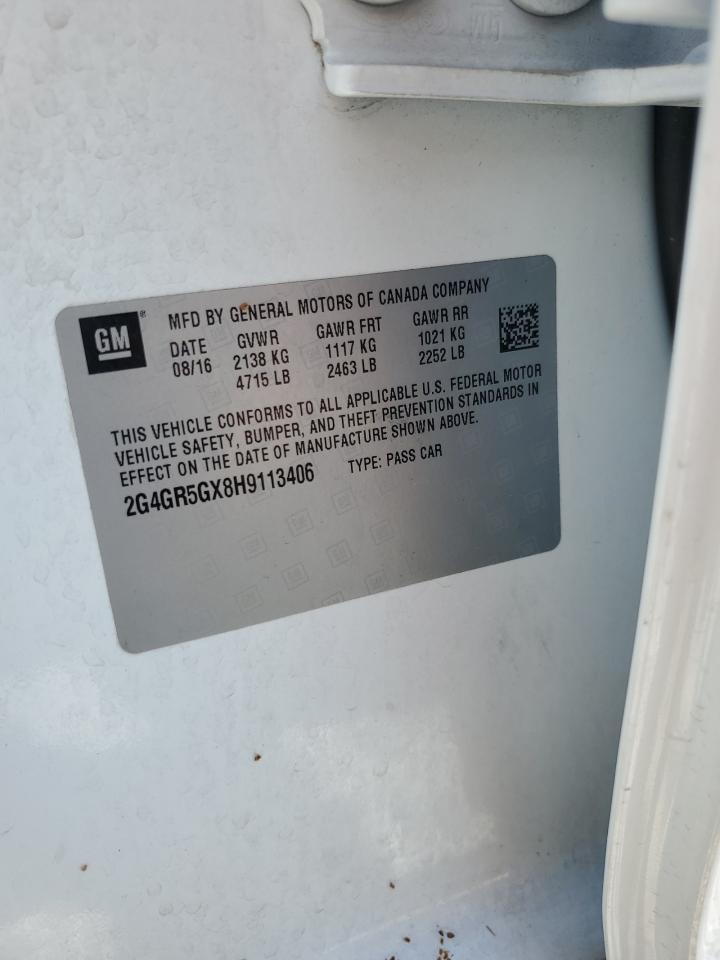 GM
MFD BY GENERAL MOTORS OF CANADA COMPANY
DATE GVWR GAWR FRT GAWR RR
08/16 2138 KG 1117 KG 1021 KG
4715 LB 2463 LB 2252 LB
THIS VEHICLE CONFORMS TO ALL APPLICABLE U.S. FEDERAL MOTOR
VEHICLE SAFETY, BUMPER, AND THEFT PREVENTION STANDARDS IN
EFFECT ON THE DATE OF MANUFACTURE SHOWN ABOVE.
2G4GR5GX8H9113406 TYPE: PASS CAR